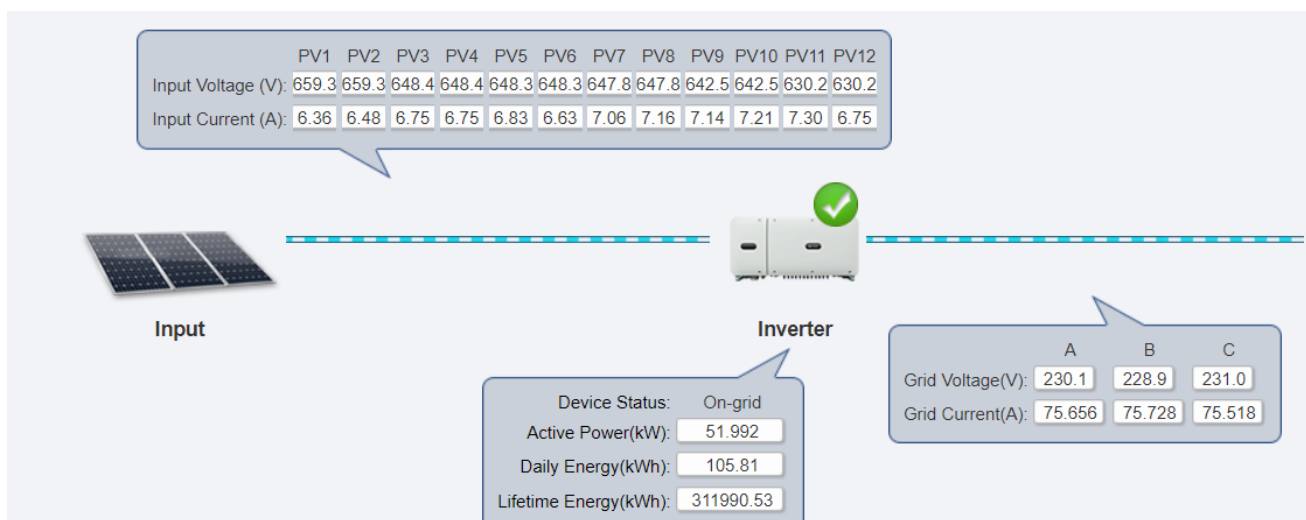 PV1 PV2 PV3 PV4 PV5 PV6 PV7 PV8 PV9 PV10 PV11 PV12
Input Voltage (V): 659.3 659.3 648.4 648.4 648.3 648.3 647.8 647.8 642.5 642.5 630.2 630.2
Input Current (A): 6.36 6.48 6.75 6.75 6.83 6.63 7.06 7.16 7.14 7.21 7.30 6.75
Input
Inverter
A B C
Grid Voltage(V): 230.1 228.9 231.0
Grid Current(A): 75.656 75.728 75.518
Device Status: On-grid
Active Power(kW): 51.992
Daily Energy(kWh): 105.81
Lifetime Energy(kWh): 311990.53